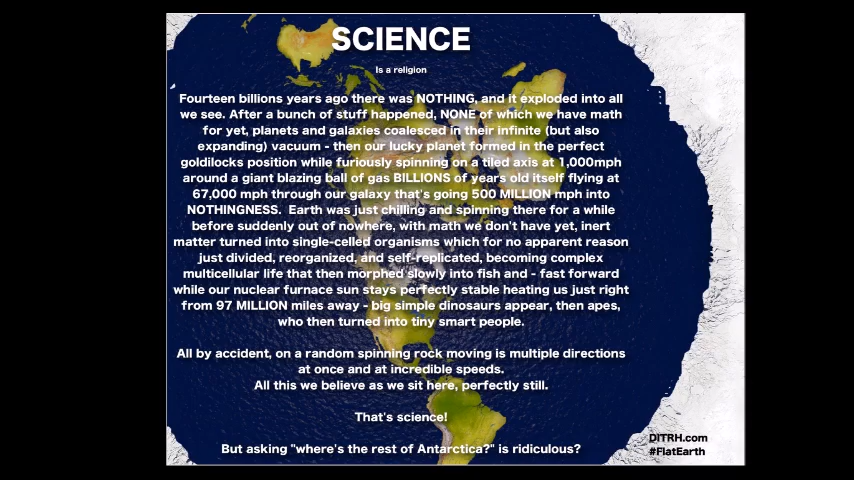 SCIENCE
Is a religion
Fourteen billions years ago there was NOTHING, and it exploded into all
we see. After a bunch of stuff happened, NONE of which we have math
for yet, planets and galaxies coalesced in their infinite (but also
expanding) vacuum - then our lucky planet formed in the perfect
goldilocks position while furiously spinning on a tiled axis at 1,000mph
around a giant blazing ball of gas BILLIONS of years old itself flying at
67,000 mph through our galaxy that's going 500 MILLION mph into
NOTHINGNESS. Earth was just chilling and spinning there for a while
before suddenly out of nowhere, with math we don't have yet, inert
matter turned into single-celled organisms which for no apparent reason
just divided, reorganized, and self-replicated, becoming complex
multicellular life that then morphed slowly into fish and - fast forward
while our nuclear furnace sun stays perfectly stable heating us just right
from 97 MILLION miles away - big simple dinosaurs appear, then apes,
who then turned into tiny smart people.
All by accident, on a random spinning rock moving is multiple directions
at once and at incredible speeds.
All this we believe as we sit here, perfectly still.
That's science!
But asking "where's the rest of Antarctica?" is ridiculous?
DITRH.com
#FlatEarth